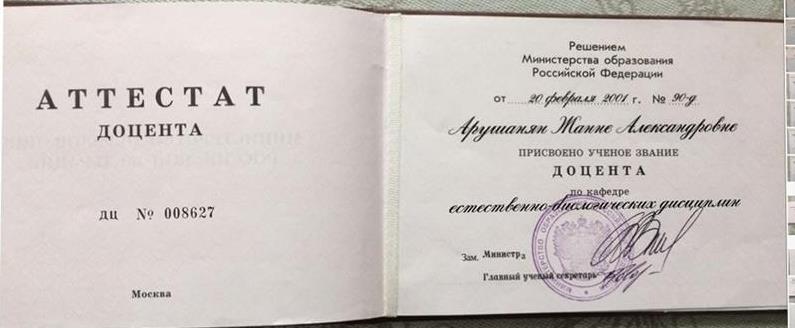 АТТЕСТАТ
ДОЦЕНТА
ДЦ № 008627
Москва
Решением
Министерства образования
Российской Федерации
от 20 февраля 2001 г. № 90-д
Арушанян Жанне Александровне
ПРИСВОЕНО УЧЕНОЕ ЗВАНИЕ
ДОЦЕНТА
по кафедре
естественно-биологических дисциплин
Зам. Министра
Главный ученый секретарь